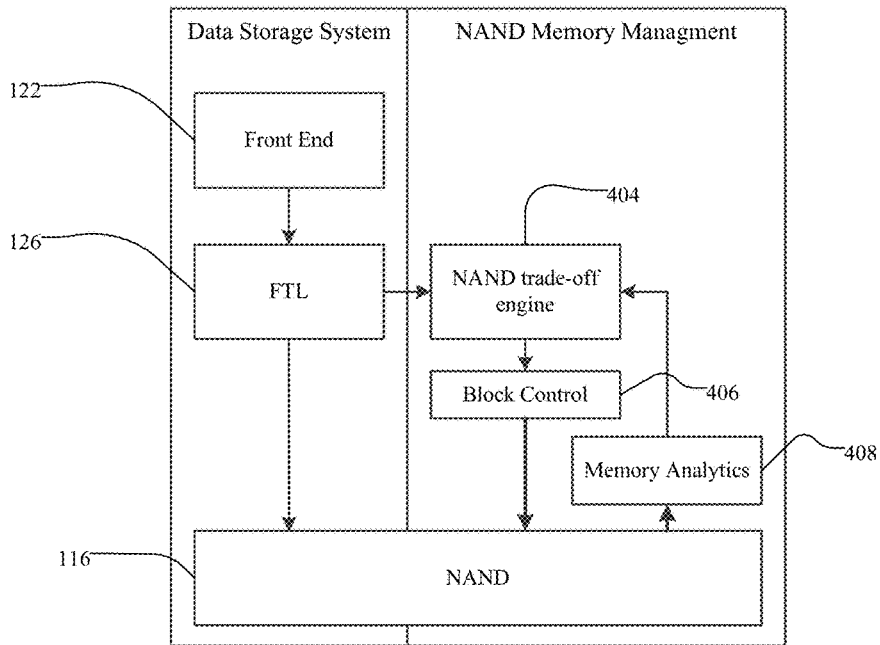 Data Storage System
NAND Memory Managment
122
Front End
404
126
FTL
NAND trade-off
engine
Block Control
406
Memory Analytics
408
116
NAND